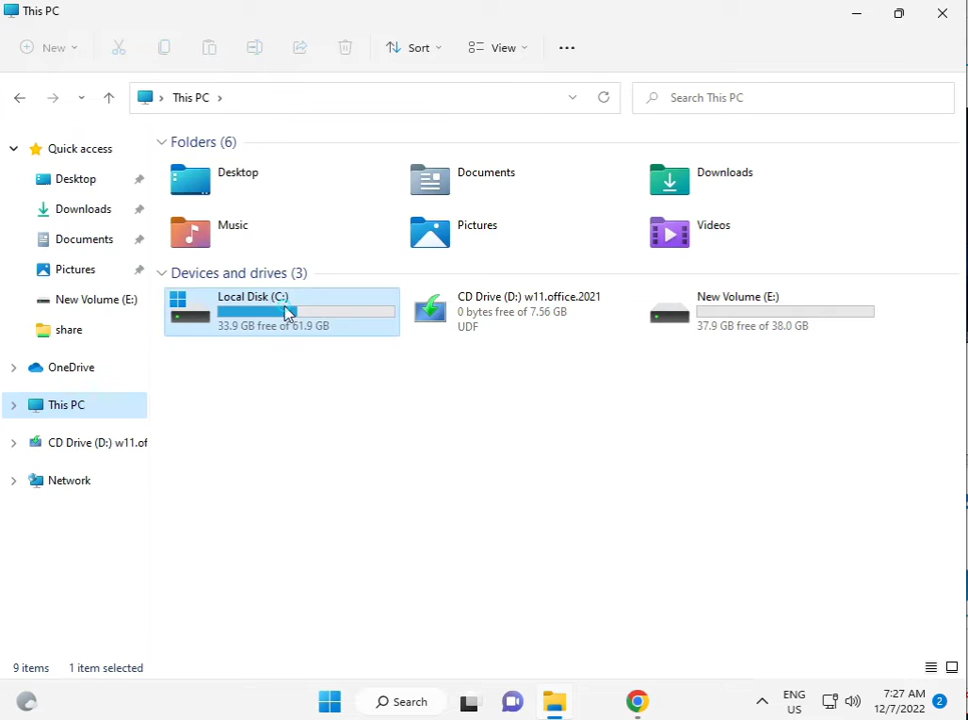 This PC
New
Sort
View
This PC
Search This PC
Quick access
Desktop
Downloads
Documents
Pictures
New Volume (E:)
share
OneDrive
This PC
CD Drive (D:) w11.of
Network
Folders (6)
Desktop
Documents
Downloads
Music
Pictures
Videos
Devices and drives (3)
Local Disk (C:)
33.9 GB free of 61.9 GB
CD Drive (D:) w11.office.2021
0 bytes free of 7.56 GB
UDF
New Volume (E:)
37.9 GB free of 38.0 GB
9 items 1 item selected
Search
ENG
US
7:27 AM
12/7/2022
2